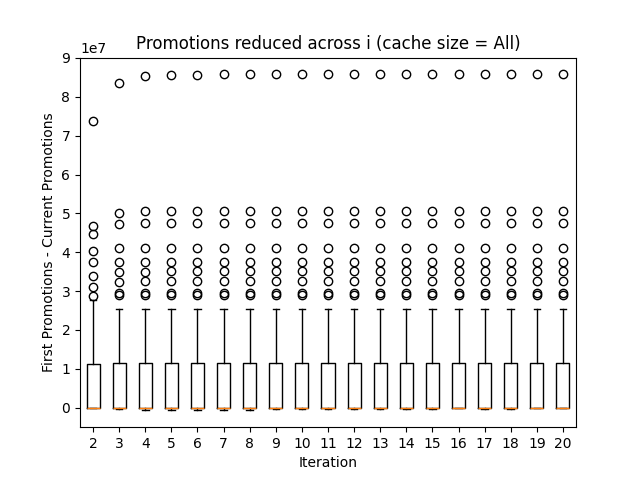 Promotions reduced across i (cache size = All)
1e7
First Promotions - Current Promotions
9
8
7
6
5
4
3
2
1
0
2 3 4 5 6 7 8 9 10 11 12 13 14 15 16 17 18 19 20
Iteration